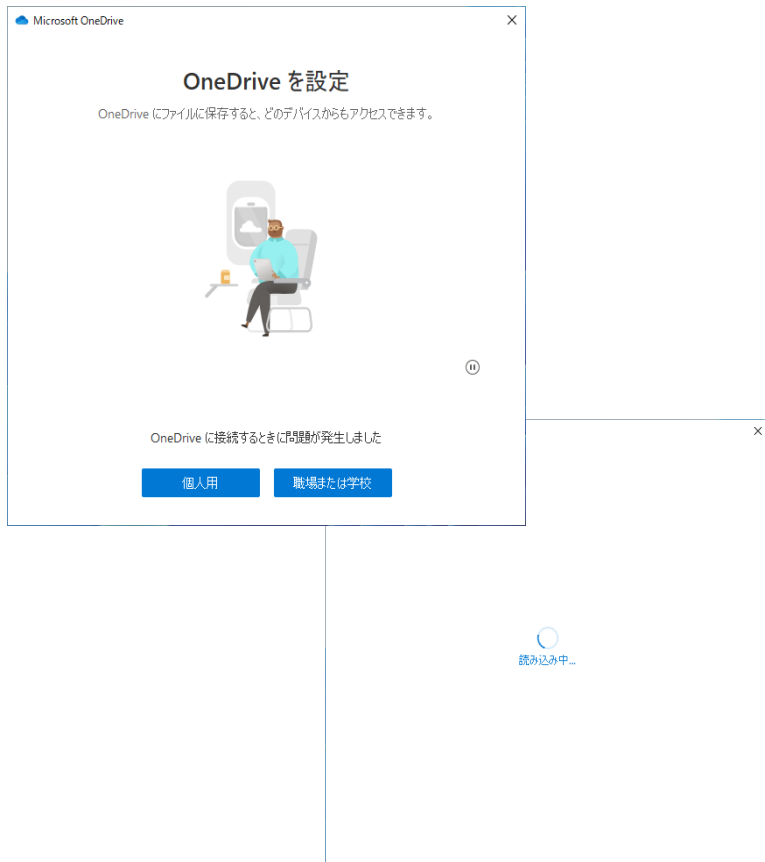 Microsoft OneDrive
OneDrive を設定
OneDrive にファイルに保存すると、どのデバイスからもアクセスできます。
OneDrive に接続するときに問題が発生しました
個人用
職場または学校
読み込み中...